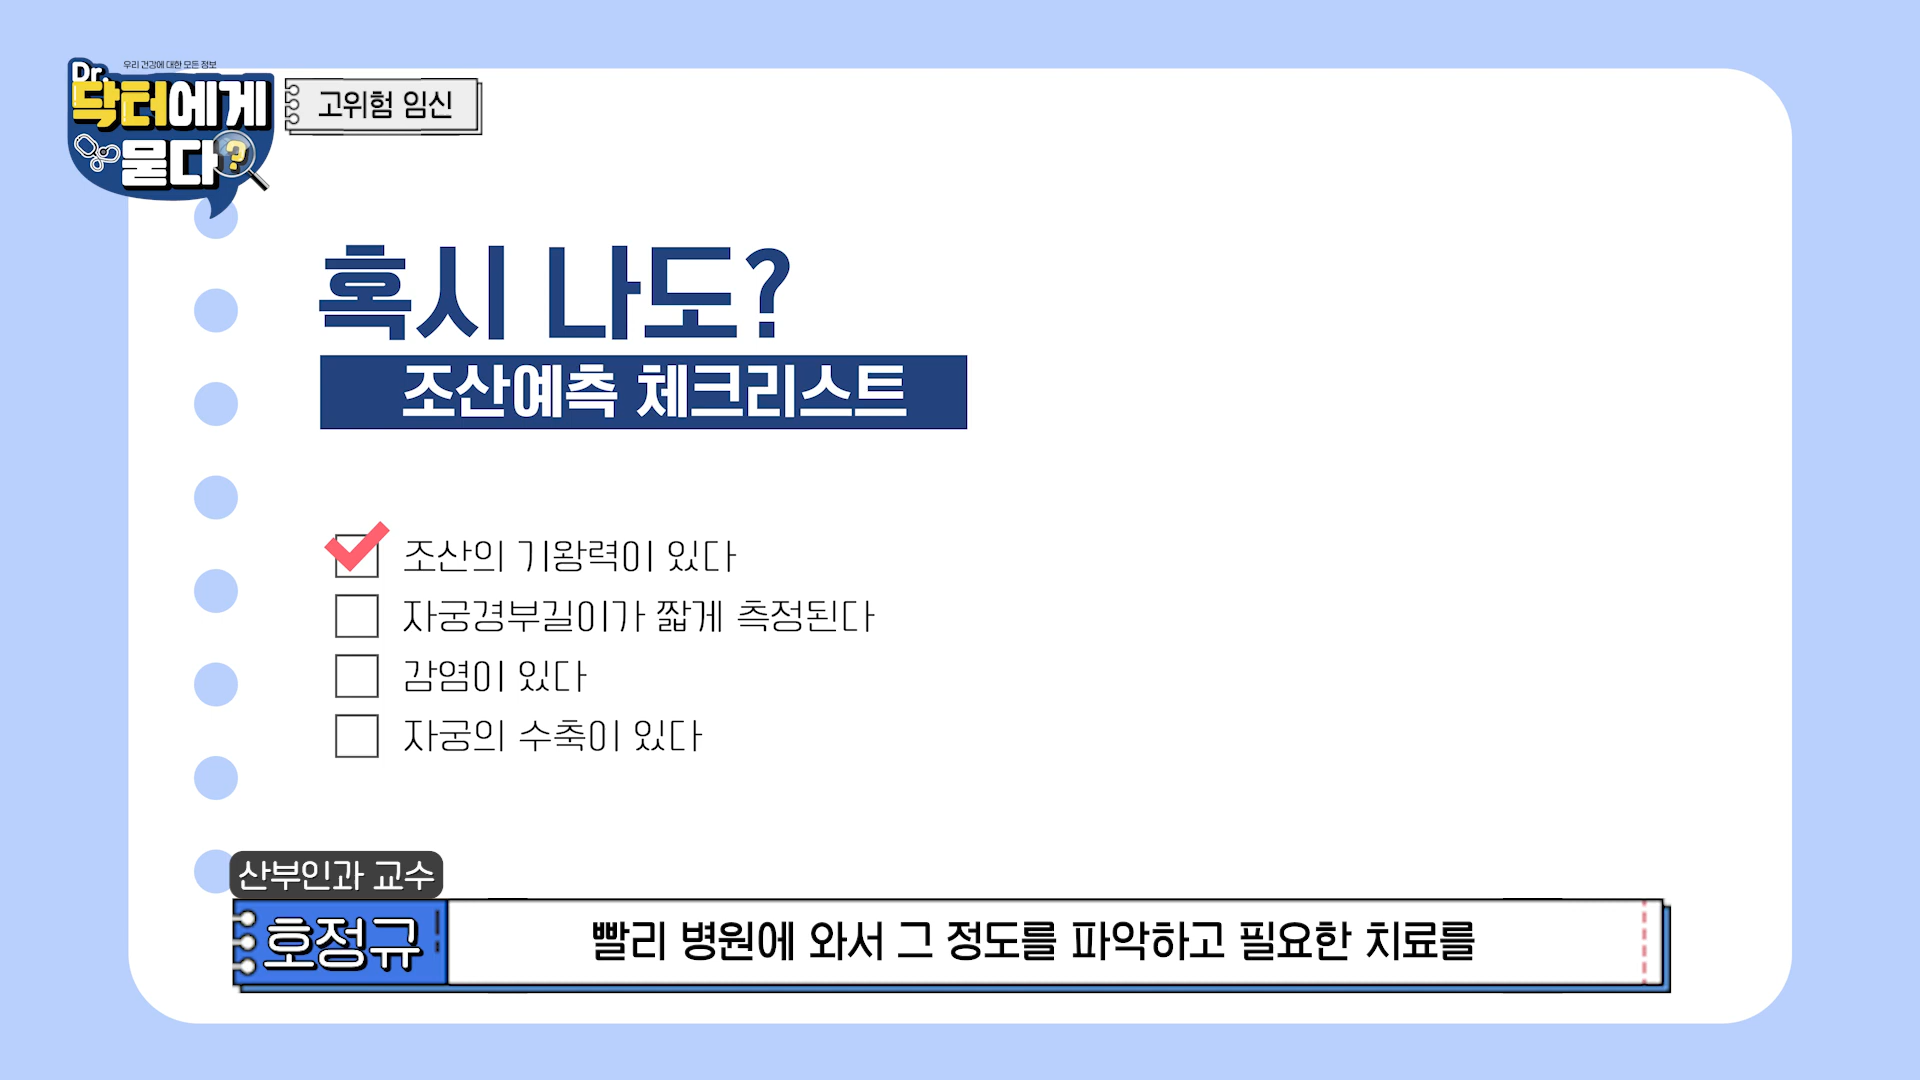 우리 건강에 대한 모든 정보
Dr.
닥터에게
묻다?
고위험 임신
혹시 나도?
조산예측 체크리스트
조산의 기왕력이 있다
자궁경부길이가 짧게 측정된다
감염이 있다
자궁의 수축이 있다
산부인과 교수
호정규
빨리 병원에 와서 그 정도를 파악하고 필요한 치료를